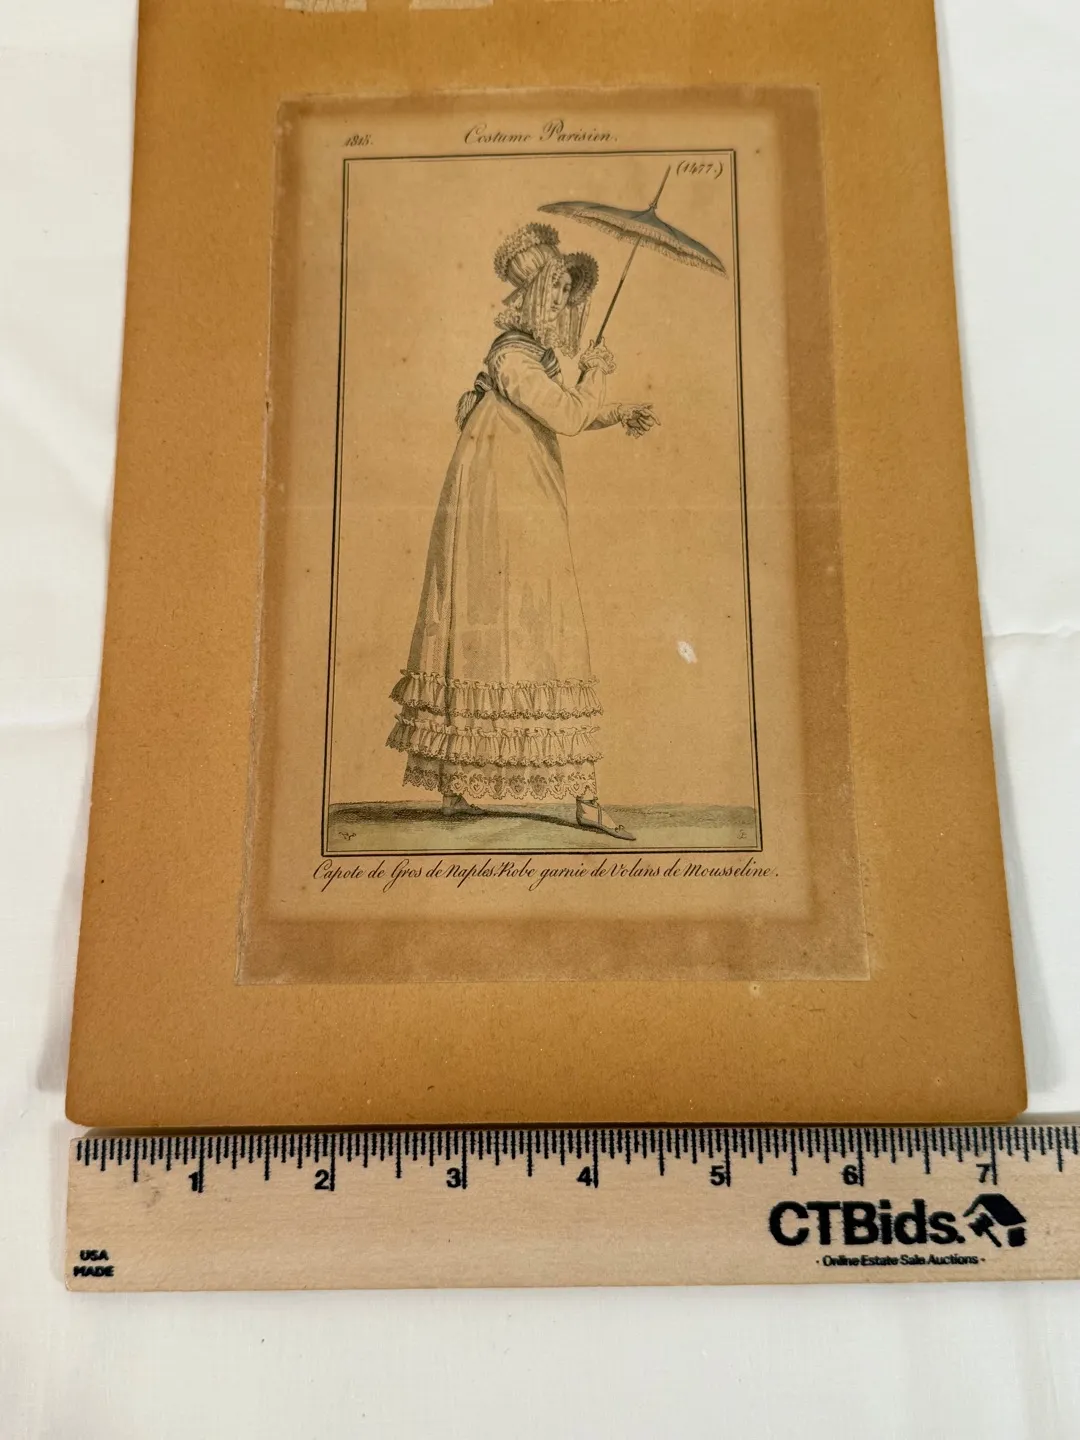 1815.
Costume Parisien.
(1477.)
Capote de Gros de Naples. Robe garnie de Volans de Mousseline.
1 2 3 4 5 6 7
CTBids.
· Online Estate Sale Auctions ·
USA
MADE